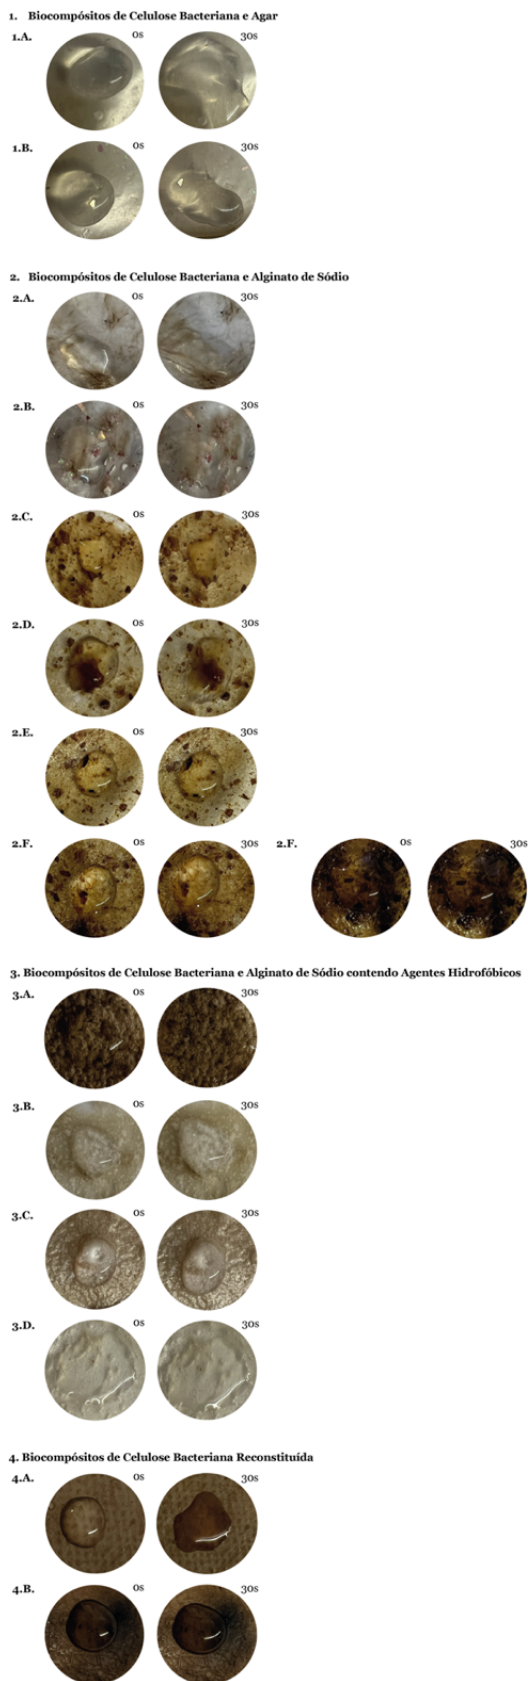 1. Biocompósitos de Celulose Bacteriana e Agar
1.A. 0s 30s
1.B. 0s 30s
2. Biocompósitos de Celulose Bacteriana e Alginato de Sódio
2.A. 0s 30s
2.B. 0s 30s
2.C. 0s 30s
2.D. 0s 30s
2.E. 0s 30s
2.F. 0s 30s 2.F. 0s 30s
3. Biocompósitos de Celulose Bacteriana e Alginato de Sódio contendo Agentes Hidrofóbicos
3.A. 0s 30s
3.B. 0s 30s
3.C. 0s 30s
3.D. 0s 30s
4. Biocompósitos de Celulose Bacteriana Reconstituída
4.A. 0s 30s
4.B. 0s 30s